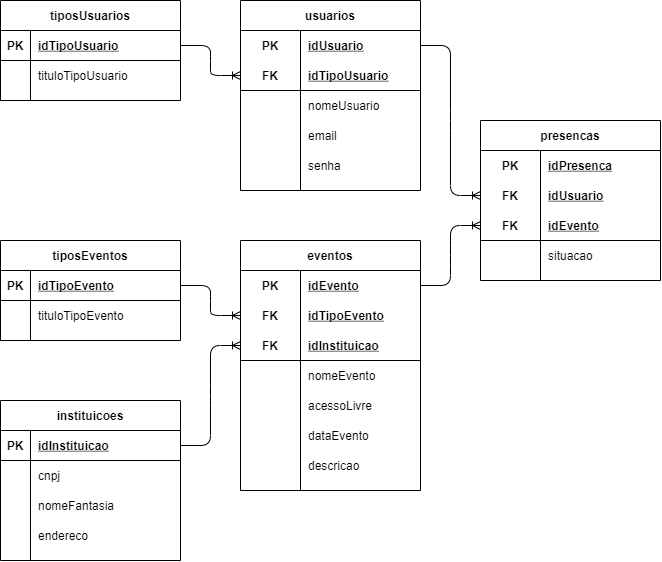 tiposUsuarios
PK idTipoUsuario
tituloTipoUsuario
usuarios
PK idUsuario
FK idTipoUsuario
nomeUsuario
email
senha
presencas
PK idPresenca
FK idUsuario
FK idEvento
situacao
tiposEventos
PK idTipoEvento
tituloTipoEvento
eventos
PK idEvento
FK idTipoEvento
FK idInstituicao
nomeEvento
acessoLivre
dataEvento
descricao
instituicoes
PK idInstituicao
cnpj
nomeFantasia
endereco